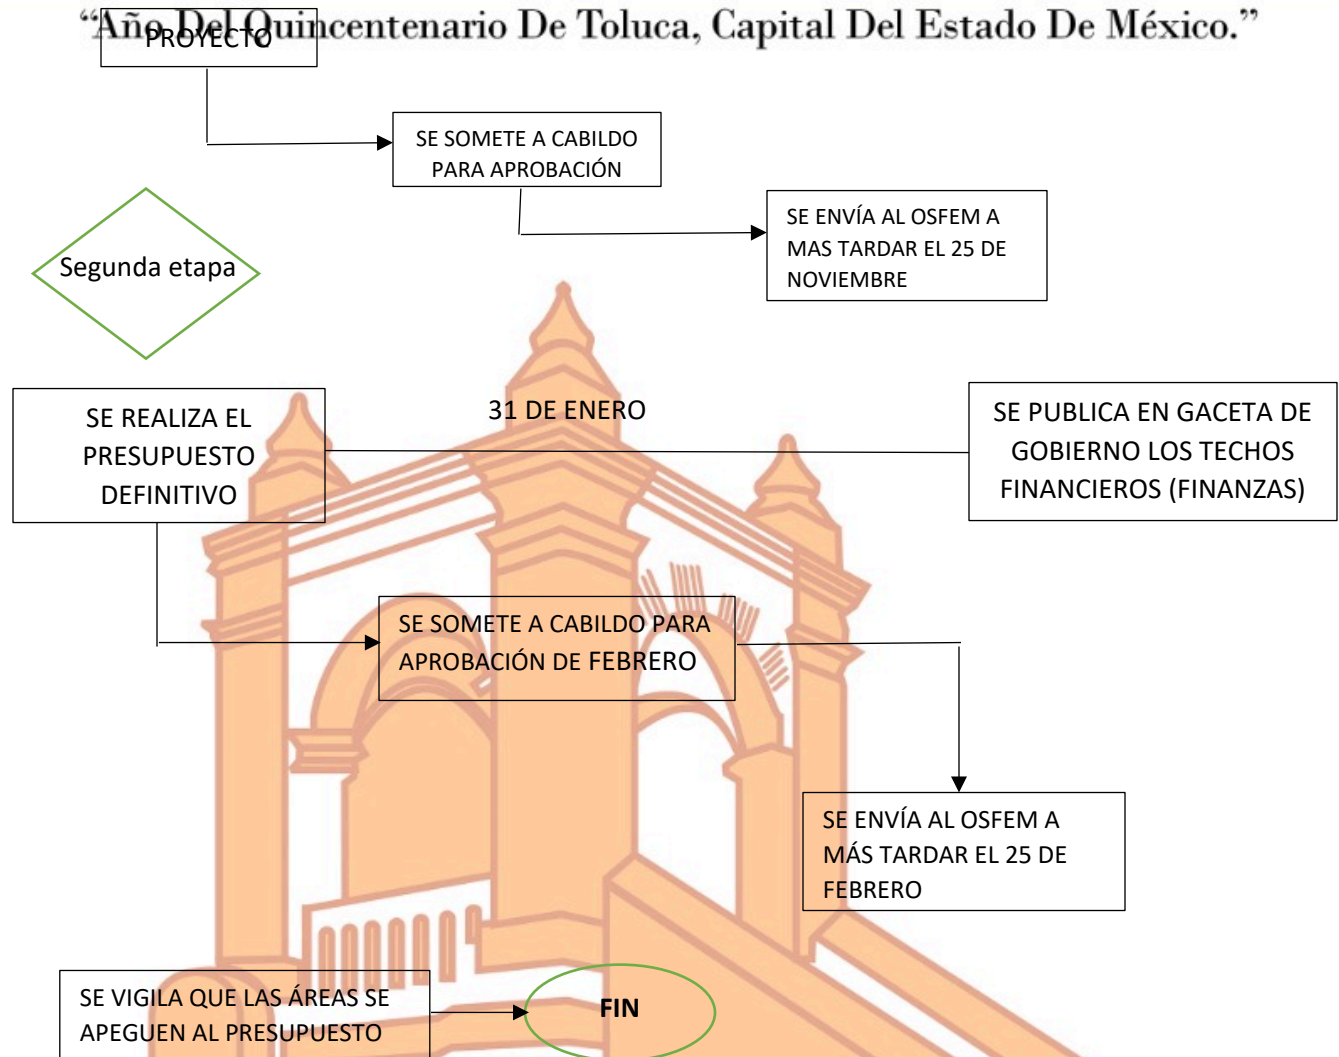 “Año Del Quincentenario De Toluca, Capital Del Estado De México.”
PROYECTO
SE SOMETE A CABILDO
PARA APROBACIÓN
SE ENVÍA AL OSFEM A
MAS TARDAR EL 25 DE
NOVIEMBRE
Segunda etapa
SE REALIZA EL
PRESUPUESTO
DEFINITIVO
31 DE ENERO
SE PUBLICA EN GACETA DE
GOBIERNO LOS TECHOS
FINANCIEROS (FINANZAS)
SE SOMETE A CABILDO PARA
APROBACIÓN DE FEBRERO
SE ENVÍA AL OSFEM A
MÁS TARDAR EL 25 DE
FEBRERO
SE VIGILA QUE LAS ÁREAS SE
APEGUEN AL PRESUPUESTO
FIN